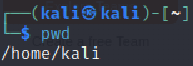 ┌──(kali㉿kali)-[~]
└─$ pwd
/home/kali